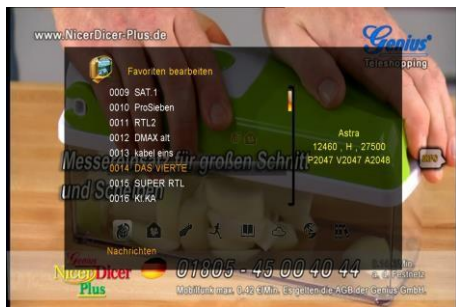 www.NicerDicer-Plus.de
Genius
Teleshopping
Favoriten bearbeiten
0009 SAT.1
0010 ProSieben
0011 RTL2
0012 DMAX alt
0013 kabel eins
0014 DAS VIERTE
0015 SUPER RTL
0016 KI.KA
Astra
12460 , H , 27500
P2047 V2047 A2048
Messereinsatz für großen Schnitt
und
Nachrichten
Genius
Nicer Dicer
Plus
01805 - 45 00 40 44
Mobilfunk max. 0.42 €/Min. Es gelten die AGB der Genius GmbH.